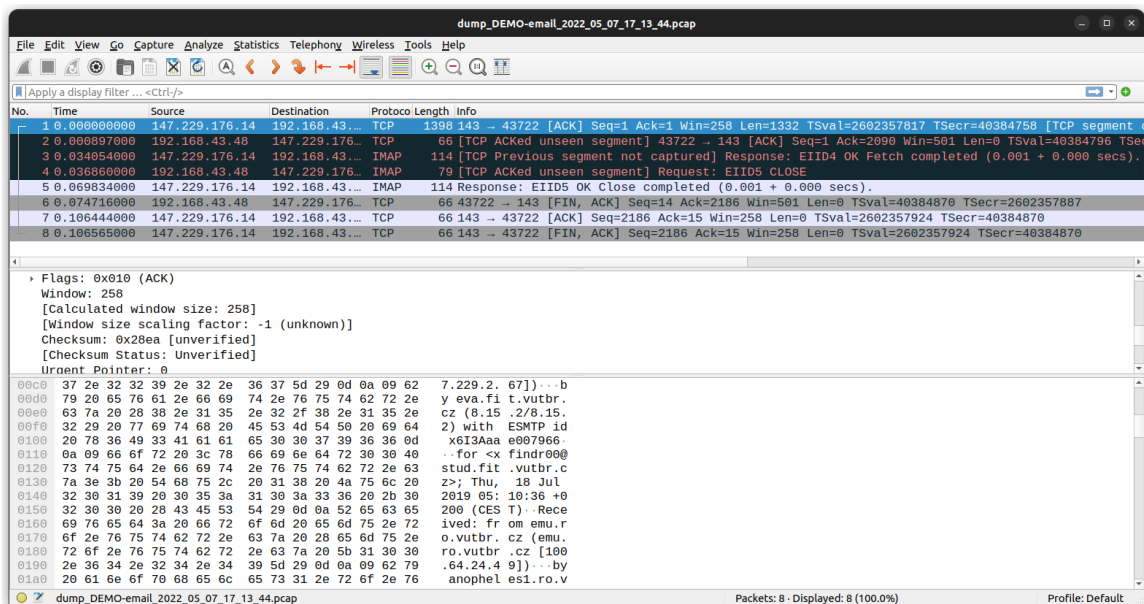 dump_DEMO-email_2022_05_07_17_13_44.pcap
File Edit View Go Capture Analyze Statistics Telephony Wireless Tools Help
Apply a display filter … <Ctrl-/>
No. Time Source Destination Protoco Length Info
1 0.000000000 147.229.176.14 192.168.43.… TCP 1398 143 → 43722 [ACK] Seq=1 Ack=1 Win=258 Len=1332 TSval=2602357817 TSecr=40384758 [TCP segment
2 0.000897000 192.168.43.48 147.229.176… TCP 66 [TCP ACKed unseen segment] 43722 → 143 [ACK] Seq=1 Ack=2090 Win=501 Len=0 TSval=40384796 TSec
3 0.034054000 147.229.176.14 192.168.43.… IMAP 114 [TCP Previous segment not captured] Response: EIID4 OK Fetch completed (0.001 + 0.000 secs).
4 0.036860000 192.168.43.48 147.229.176… IMAP 79 [TCP ACKed unseen segment] Request: EIID5 CLOSE
5 0.069834000 147.229.176.14 192.168.43.… IMAP 114 Response: EIID5 OK Close completed (0.001 + 0.000 secs).
6 0.074716000 192.168.43.48 147.229.176… TCP 66 43722 → 143 [FIN, ACK] Seq=14 Ack=2186 Win=501 Len=0 TSval=40384870 TSecr=2602357887
7 0.106444000 147.229.176.14 192.168.43.… TCP 66 143 → 43722 [ACK] Seq=2186 Ack=15 Win=258 Len=0 TSval=2602357924 TSecr=40384870
8 0.106565000 147.229.176.14 192.168.43.… TCP 66 143 → 43722 [FIN, ACK] Seq=2186 Ack=15 Win=258 Len=0 TSval=2602357924 TSecr=40384870
Flags: 0x010 (ACK)
Window: 258
[Calculated window size: 258]
[Window size scaling factor: -1 (unknown)]
Checksum: 0x28ea [unverified]
[Checksum Status: Unverified]
Urgent Pointer: 0
00c0 37 2e 32 32 39 2e 32 2e 36 37 5d 29 0d 0a 09 62 7.229.2. 67])···b
00d0 79 20 65 76 61 2e 66 69 74 2e 76 75 74 62 72 2e y eva.fi t.vutbr.
00e0 63 7a 20 28 38 2e 31 35 2e 32 2f 38 2e 31 35 2e cz (8.15 .2/8.15.
00f0 32 29 20 77 69 74 68 20 45 53 4d 54 50 20 69 64 2) with ESMTP id
0100 20 78 36 49 33 41 61 61 65 30 30 37 39 36 36 0d x6I3Aaa e007966·
0110 0a 09 66 6f 72 20 3c 78 66 69 6e 64 72 30 30 40 ··for <x findr00@
0120 73 74 75 64 2e 66 69 74 2e 76 75 74 62 72 2e 63 stud.fit .vutbr.c
0130 7a 3e 3b 20 54 68 75 2c 20 31 38 20 4a 75 6c 20 z>; Thu, 18 Jul
0140 32 30 31 39 20 30 35 3a 31 30 3a 33 36 20 2b 30 2019 05: 10:36 +0
0150 32 30 30 20 28 43 45 53 54 29 0d 0a 52 65 63 65 200 (CES T)··Rece
0160 69 76 65 64 3a 20 66 72 6f 6d 20 65 6d 75 2e 72 ived: fr om emu.r
0170 6f 2e 76 75 74 62 72 2e 63 7a 20 28 65 6d 75 2e o.vutbr. cz (emu.
0180 72 6f 2e 76 75 74 62 72 2e 63 7a 20 5b 31 30 30 ro.vutbr .cz [100
0190 2e 36 34 2e 32 34 2e 34 39 5d 29 0d 0a 09 62 79 .64.24.4 9])···by
01a0 20 61 6e 6f 70 68 65 6c 65 73 31 2e 72 6f 2e 76 anophel es1.ro.v
dump_DEMO-email_2022_05_07_17_13_44.pcap Packets: 8 · Displayed: 8 (100.0%) Profile: Default